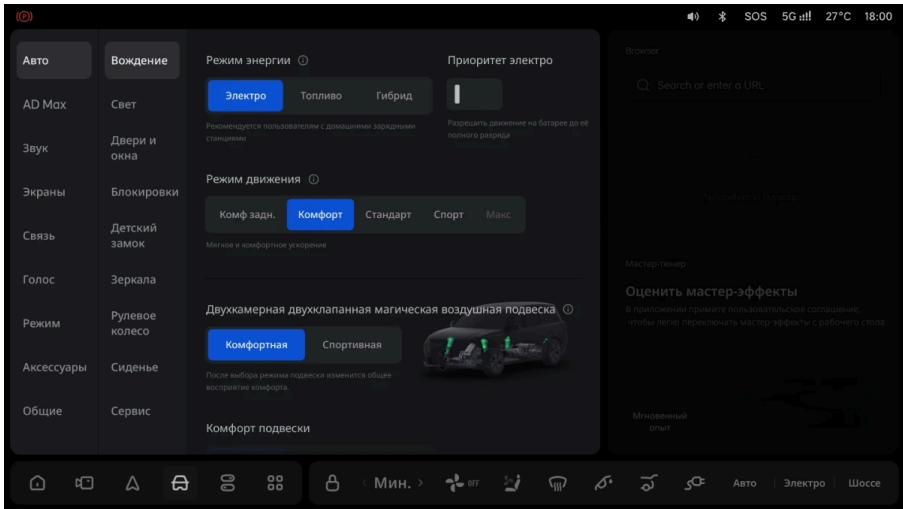 (P)
SOS 5G 27°C 18:00
Авто
AD Max
Звук
Экраны
Связь
Голос
Режим
Аксессуары
Общие
Вождение
Свет
Двери и
окна
Блокировки
Детский
замок
Зеркала
Рулевое
колесо
Сиденье
Сервис
Режим энергии
Электро Топливо Гибрид
Рекомендуется пользователям с домашними зарядными
станциями
Приоритет электро
Разрешить движение на батарее до её
полного разряда
Режим движения
Комф задн. Комфорт Стандарт Спорт Макс
Мягкое и комфортное ускорение
Двухкамерная двухклапанная магическая воздушная подвеска
Комфортная Спортивная
После выбора режима подвески изменится общее
восприятие комфорта.
Комфорт подвески
Browser
Search or enter a URL
Мастер-тюнер
Оценить мастер-эффекты
В приложении примите пользовательское соглашение,
чтобы легко переключать мастер-эффекты с рабочего стола
Мгновенный
опыт
Мин. OFF Авто Электро Шоссе